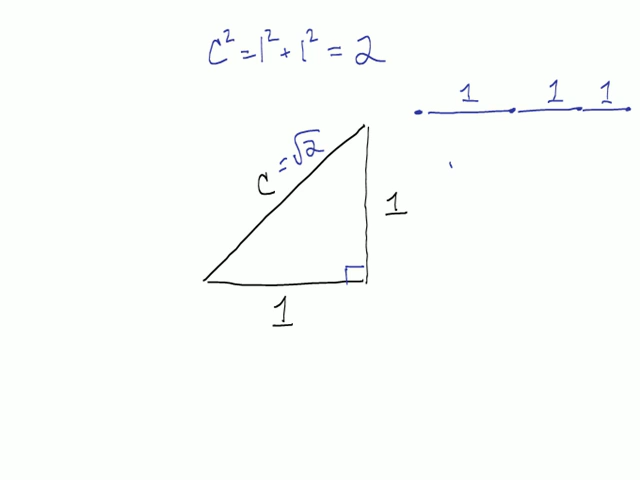 c² = 1² + 1² = 2
1 1 1
c = √2
1
1